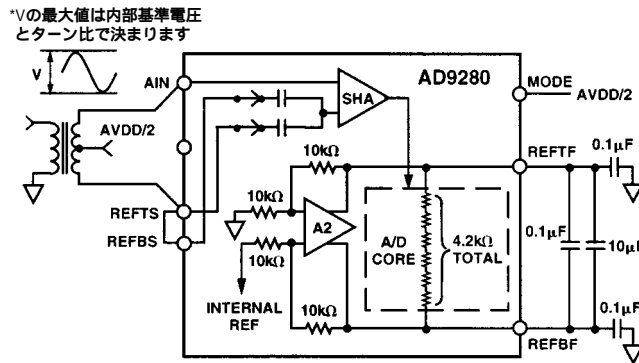 *Vの最大値は内部基準電圧
とターン比で決まります
V
AIN
AVDD/2
REFTS
REFBS
SHA
AD9280
MODE
AVDD/2
10kΩ
10kΩ
A2
10kΩ
INTERNAL
REF
10kΩ
A/D
CORE
4.2kΩ
TOTAL
REFTF
0.1μF
0.1μF
10μF
0.1μF
REFBF